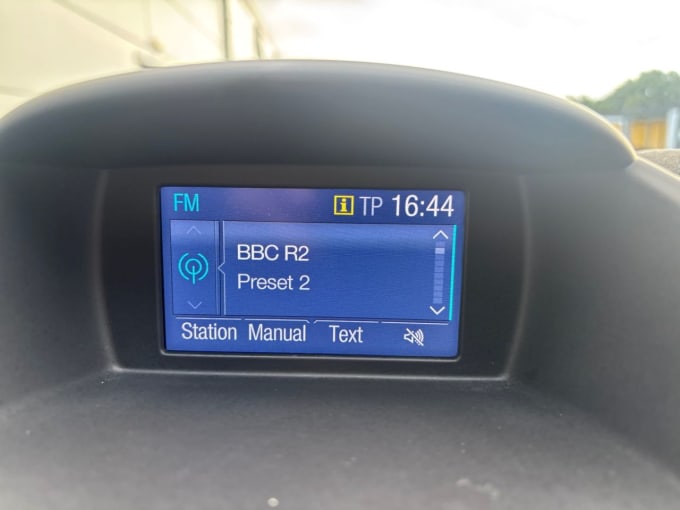 FM
i TP 16:44
BBC R2
Preset 2
Station Manual Text